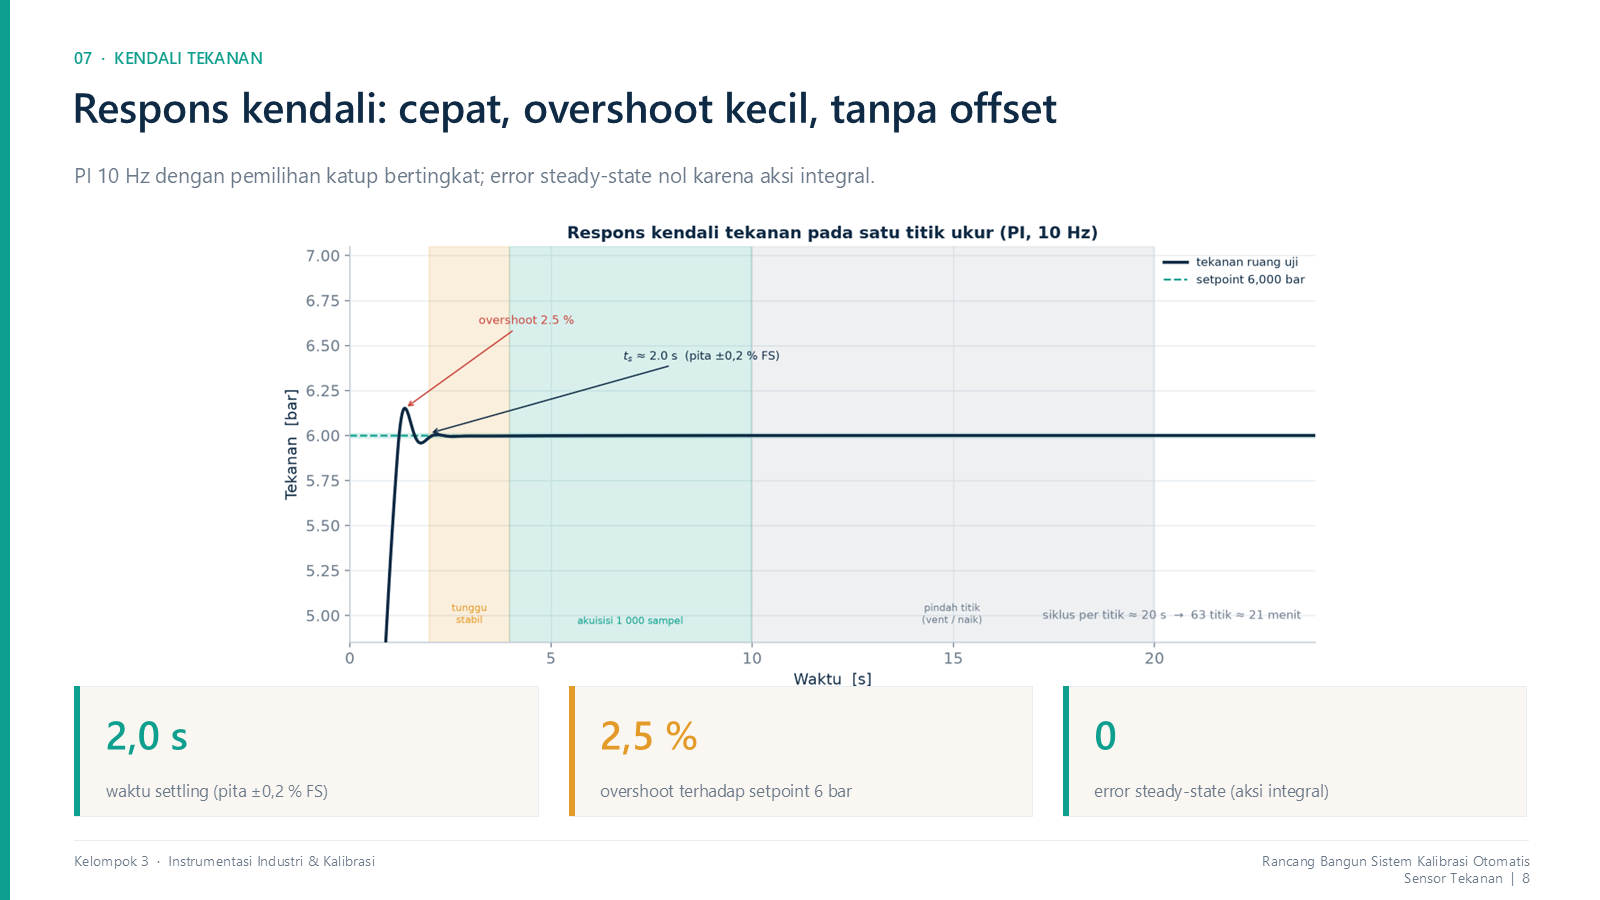 07 · KENDALI TEKANAN
Respons kendali: cepat, overshoot kecil, tanpa offset
PI 10 Hz dengan pemilihan katup bertingkat; error steady-state nol karena aksi integral.
Respons kendali tekanan pada satu titik ukur (PI, 10 Hz)
7.00
6.75
6.50
6.25
6.00
5.75
5.50
5.25
5.00
Tekanan [bar]
tekanan ruang uji
setpoint 6,000 bar
overshoot 2.5 %
ts ≈ 2.0 s (pita ±0,2 % FS)
tunggu
stabil
akuisisi 1 000 sampel
pindah titik
(vent / naik)
siklus per titik ≈ 20 s → 63 titik ≈ 21 menit
0 5 10 15 20
Waktu [s]
2,0 s
waktu settling (pita ±0,2 % FS)
2,5 %
overshoot terhadap setpoint 6 bar
0
error steady-state (aksi integral)
Kelompok 3 · Instrumentasi Industri & Kalibrasi
Rancang Bangun Sistem Kalibrasi Otomatis
Sensor Tekanan | 8